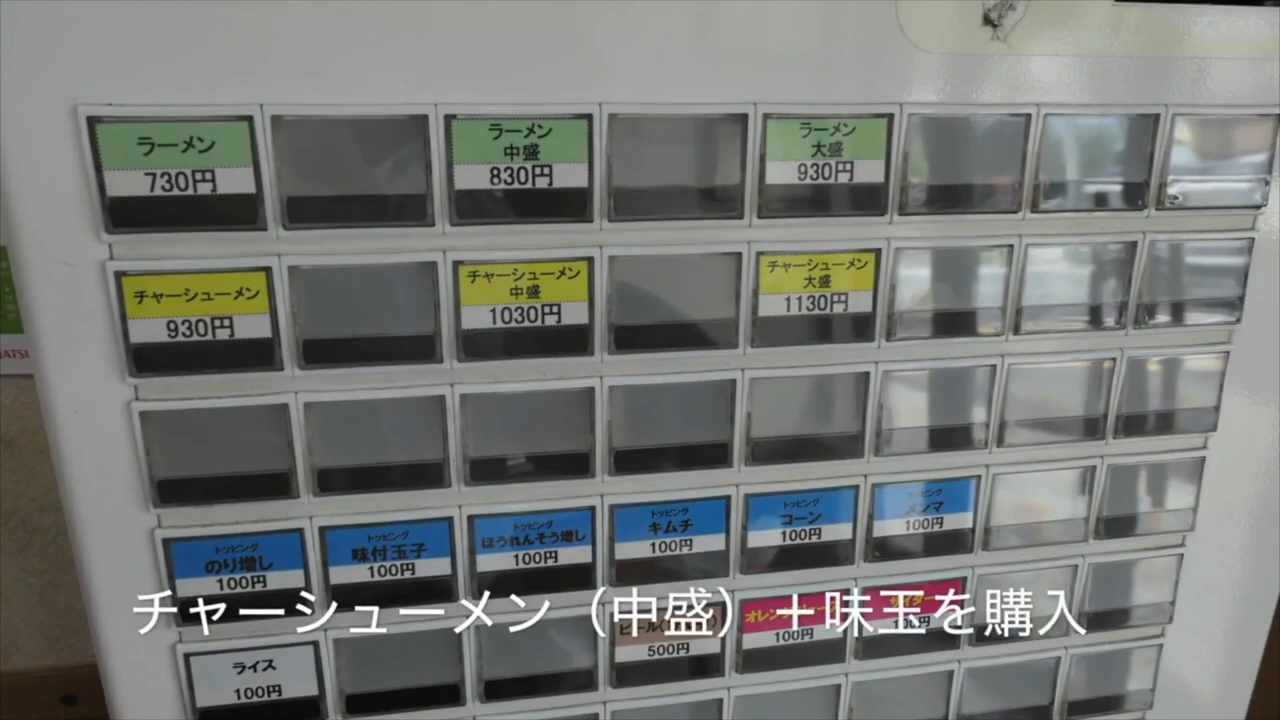 ラーメン
730円
ラーメン
中盛
830円
ラーメン
大盛
930円
チャーシューメン
930円
チャーシューメン
中盛
1030円
チャーシューメン
大盛
1130円
トッピング
のり増し
100円
トッピング
味付玉子
100円
トッピング
ほうれんそう増し
100円
トッピング
キムチ
100円
トッピング
コーン
100円
トッピング
メンマ
100円
チャーシューメン（中盛）＋味玉を購入
500円
100円
ライス
100円